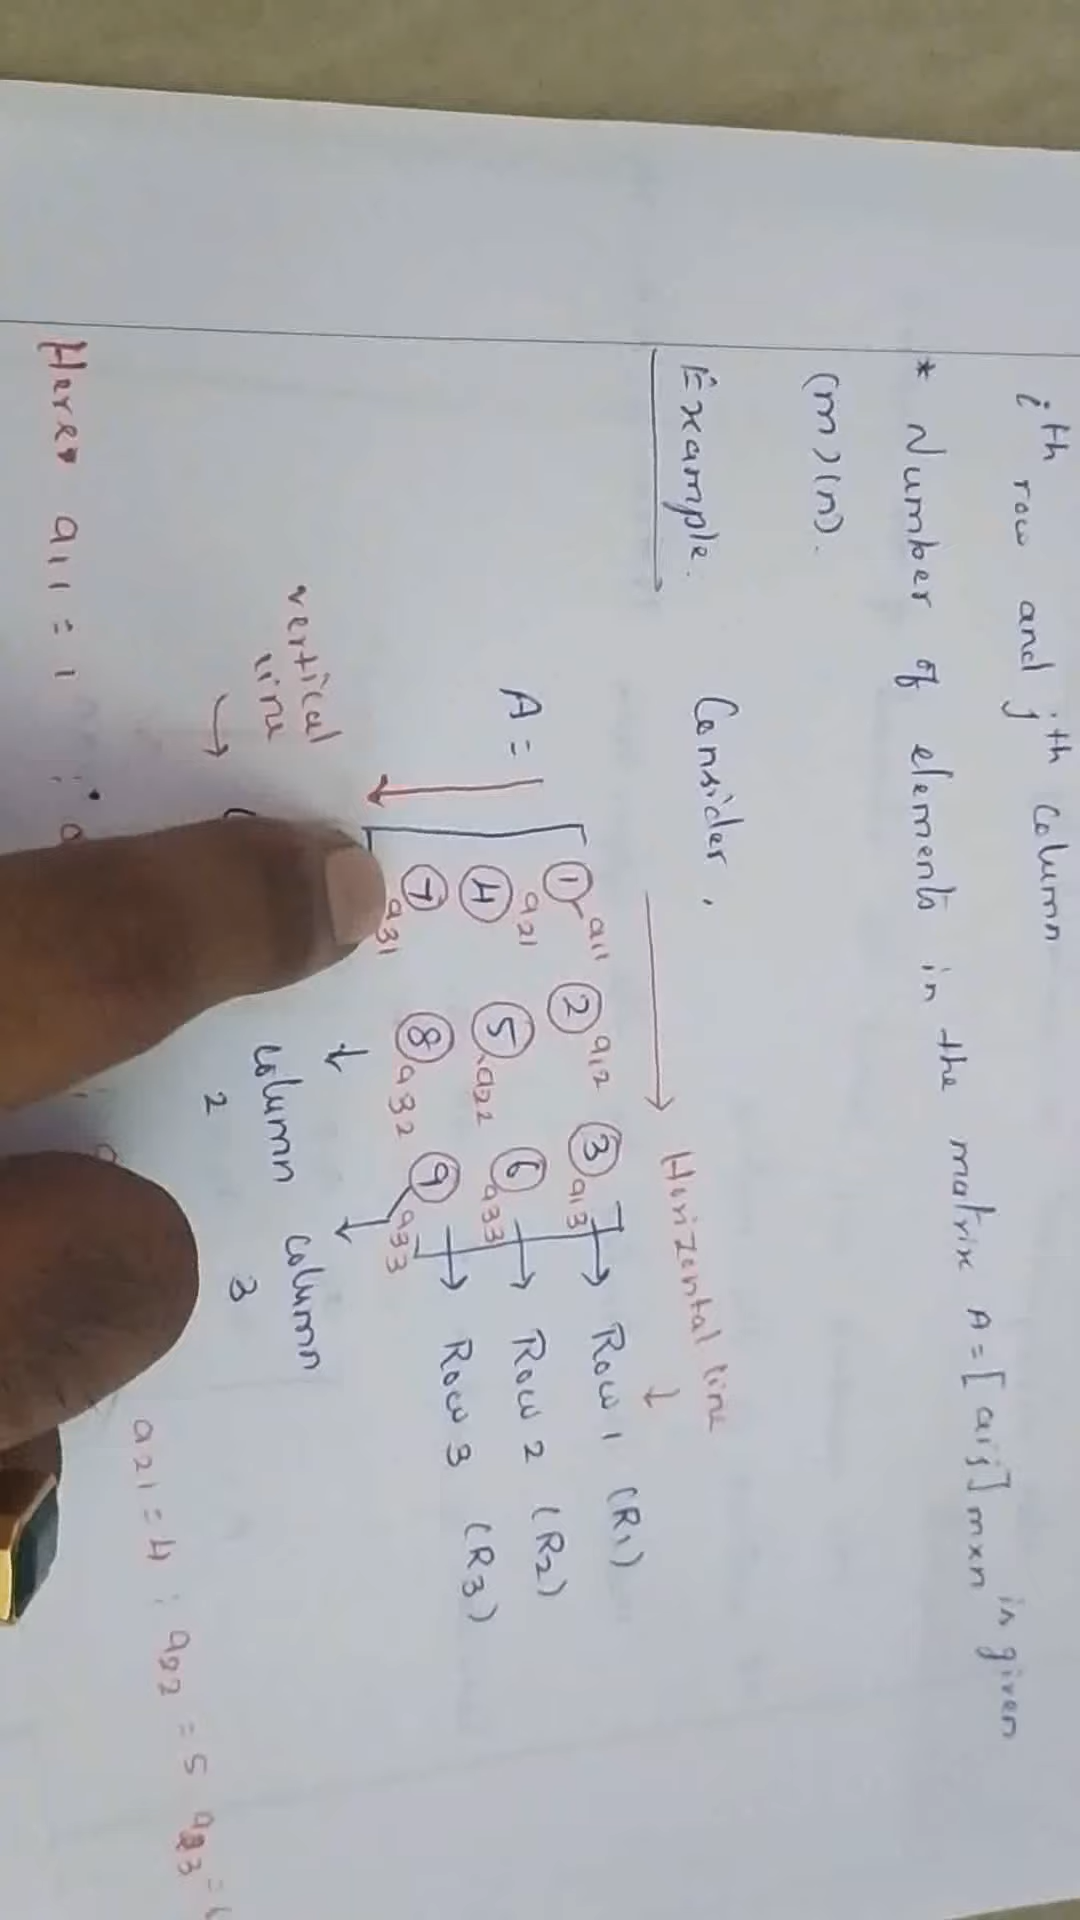 ith row and jth column
* Number of elements in the matrix A = [aij] mxn is given
(m)(n).
Example. Consider,
Horizental line
A =
1 a11 2 a12 3 a13 → Row 1 (R1)
4 a21 5 a22 6 a33 → Row 2 (R2)
7 a31 8 a32 9 a33 → Row 3 (R3)
vertical
line
column column
2 3
Here, a11 = 1
a21 = 4 ; a22 = 5 a23 =